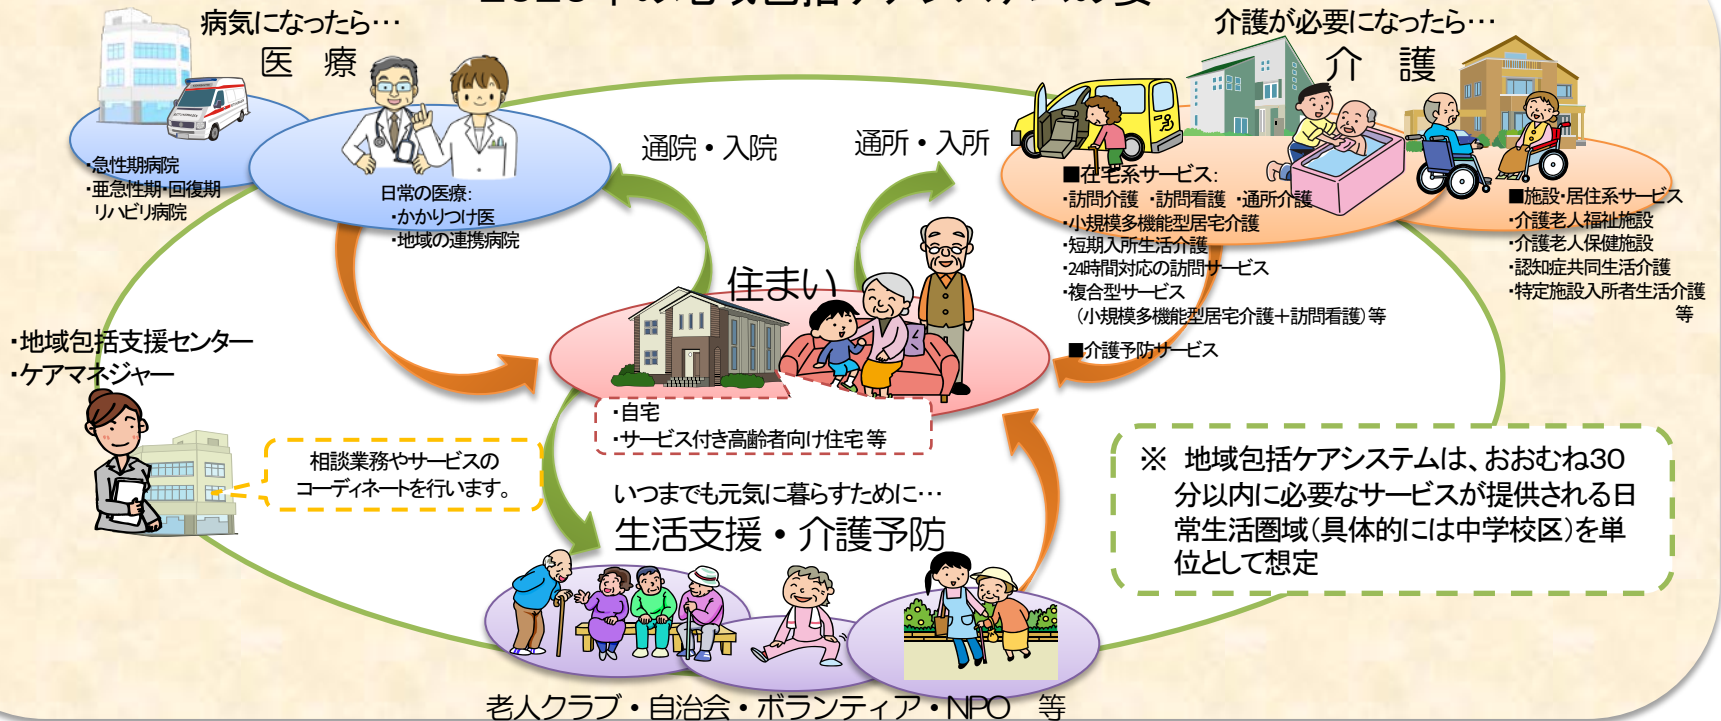 病気になったら…
医 療
介護が必要になったら…
介 護
・急性期病院
・亜急性期・回復期
リハビリ病院
日常の医療:
・かかりつけ医
・地域の連携病院
通院・入院
通所・入所
■在宅系サービス:
・訪問介護 ・訪問看護 ・通所介護
・小規模多機能型居宅介護
・短期入所生活介護
・24時間対応の訪問サービス
・複合型サービス
(小規模多機能型居宅介護+訪問看護)等
■介護予防サービス
■施設・居住系サービス
・介護老人福祉施設
・介護老人保健施設
・認知症共同生活介護
・特定施設入所者生活介護
等
住まい
・自宅
・サービス付き高齢者向け住宅 等
・地域包括支援センター
・ケアマネジャー
相談業務やサービスの
コーディネートを行います。
いつまでも元気に暮らすために…
生活支援・介護予防
※ 地域包括ケアシステムは、おおむね30
分以内に必要なサービスが提供される日
常生活圏域(具体的には中学校区)を単
位として想定
老人クラブ・自治会・ボランティア・NPO 等